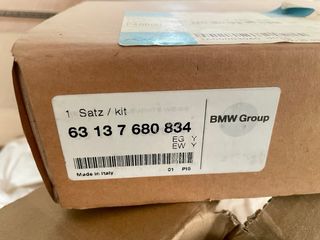 1 Satz / kit
63 13 7 680 834
EG Y
EW Y
BMW Group
Made in Italy
01 P10